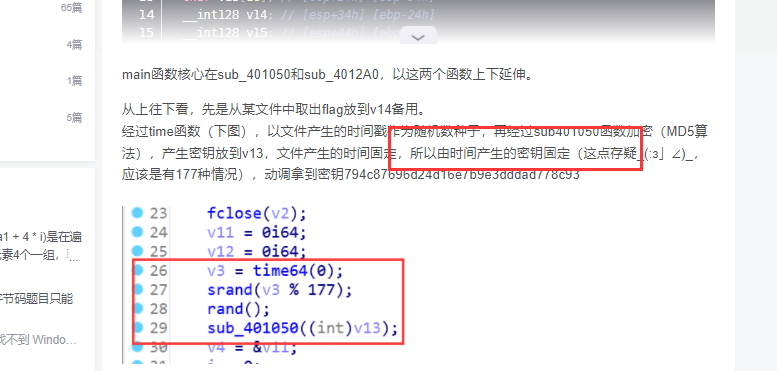 65篇
4篇
1篇
5篇
a1 + 4 * i)是在遍
元素4个一组,
...
字节码题目只能
找不到 Windo...
14 __int128 v14; // [esp+34h] [ebp-24h]
15 __int128 v15; // [esp+44h] [ebp-14h]
main函数核心在sub_401050和sub_4012A0，以这两个函数上下延伸。
从上往下看，先是从某文件中取出flag放到v14备用。
经过time函数（下图），以文件产生的时间戳作为随机数种子，再经过sub401050函数加密（MD5算
法），产生密钥放到v13，文件产生的时间固定，所以由时间产生的密钥固定（这点存疑_(:з」∠)_，
应该是有177种情况），动调拿到密钥794c87696d24d16e7b9e3dddad778c93
23 fclose(v2);
24 v11 = 0i64;
25 v12 = 0i64;
26 v3 = time64(0);
27 srand(v3 % 177);
28 rand();
29 sub_401050((int)v13);
30 v4 = &v11;